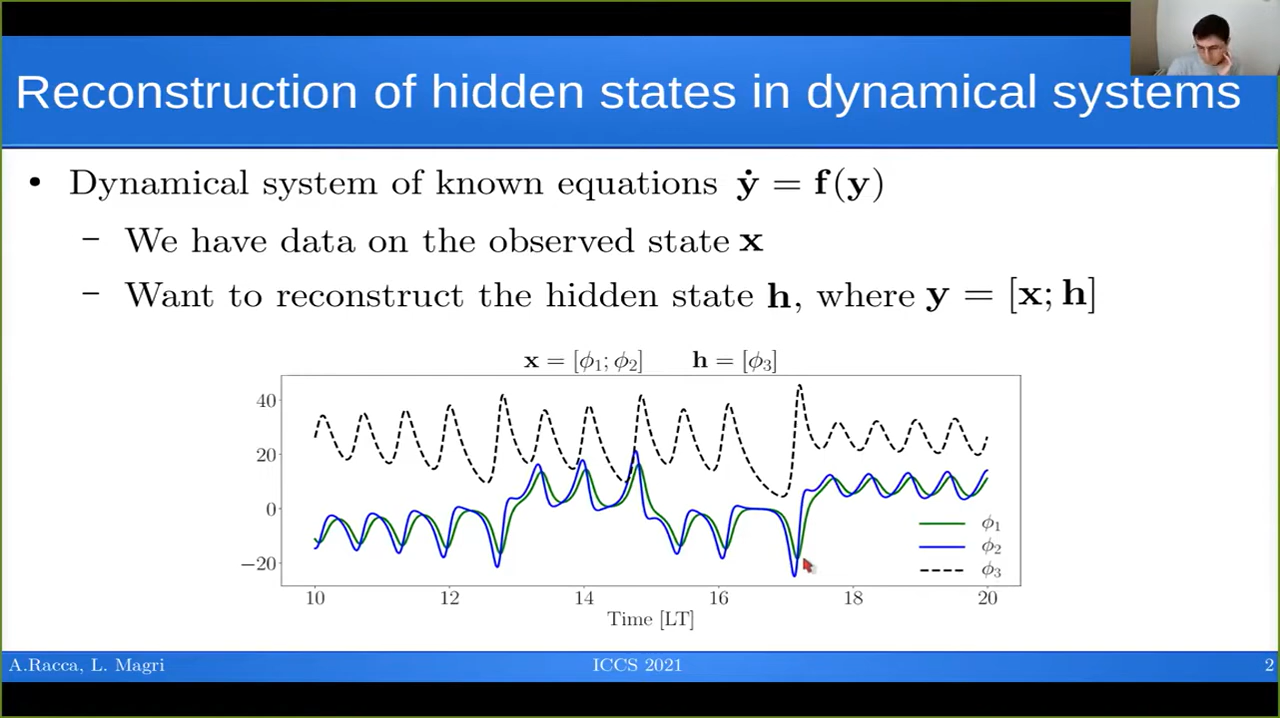 Reconstruction of hidden states in dynamical systems
• Dynamical system of known equations ẏ = f(y)
– We have data on the observed state x
– Want to reconstruct the hidden state h, where y = [x; h]
x = [ϕ₁; ϕ₂] h = [ϕ₃]
40
20
0
−20
ϕ₁
ϕ₂
ϕ₃
10 12 14 16 18 20
Time [LT]
A.Racca, L. Magri ICCS 2021 2